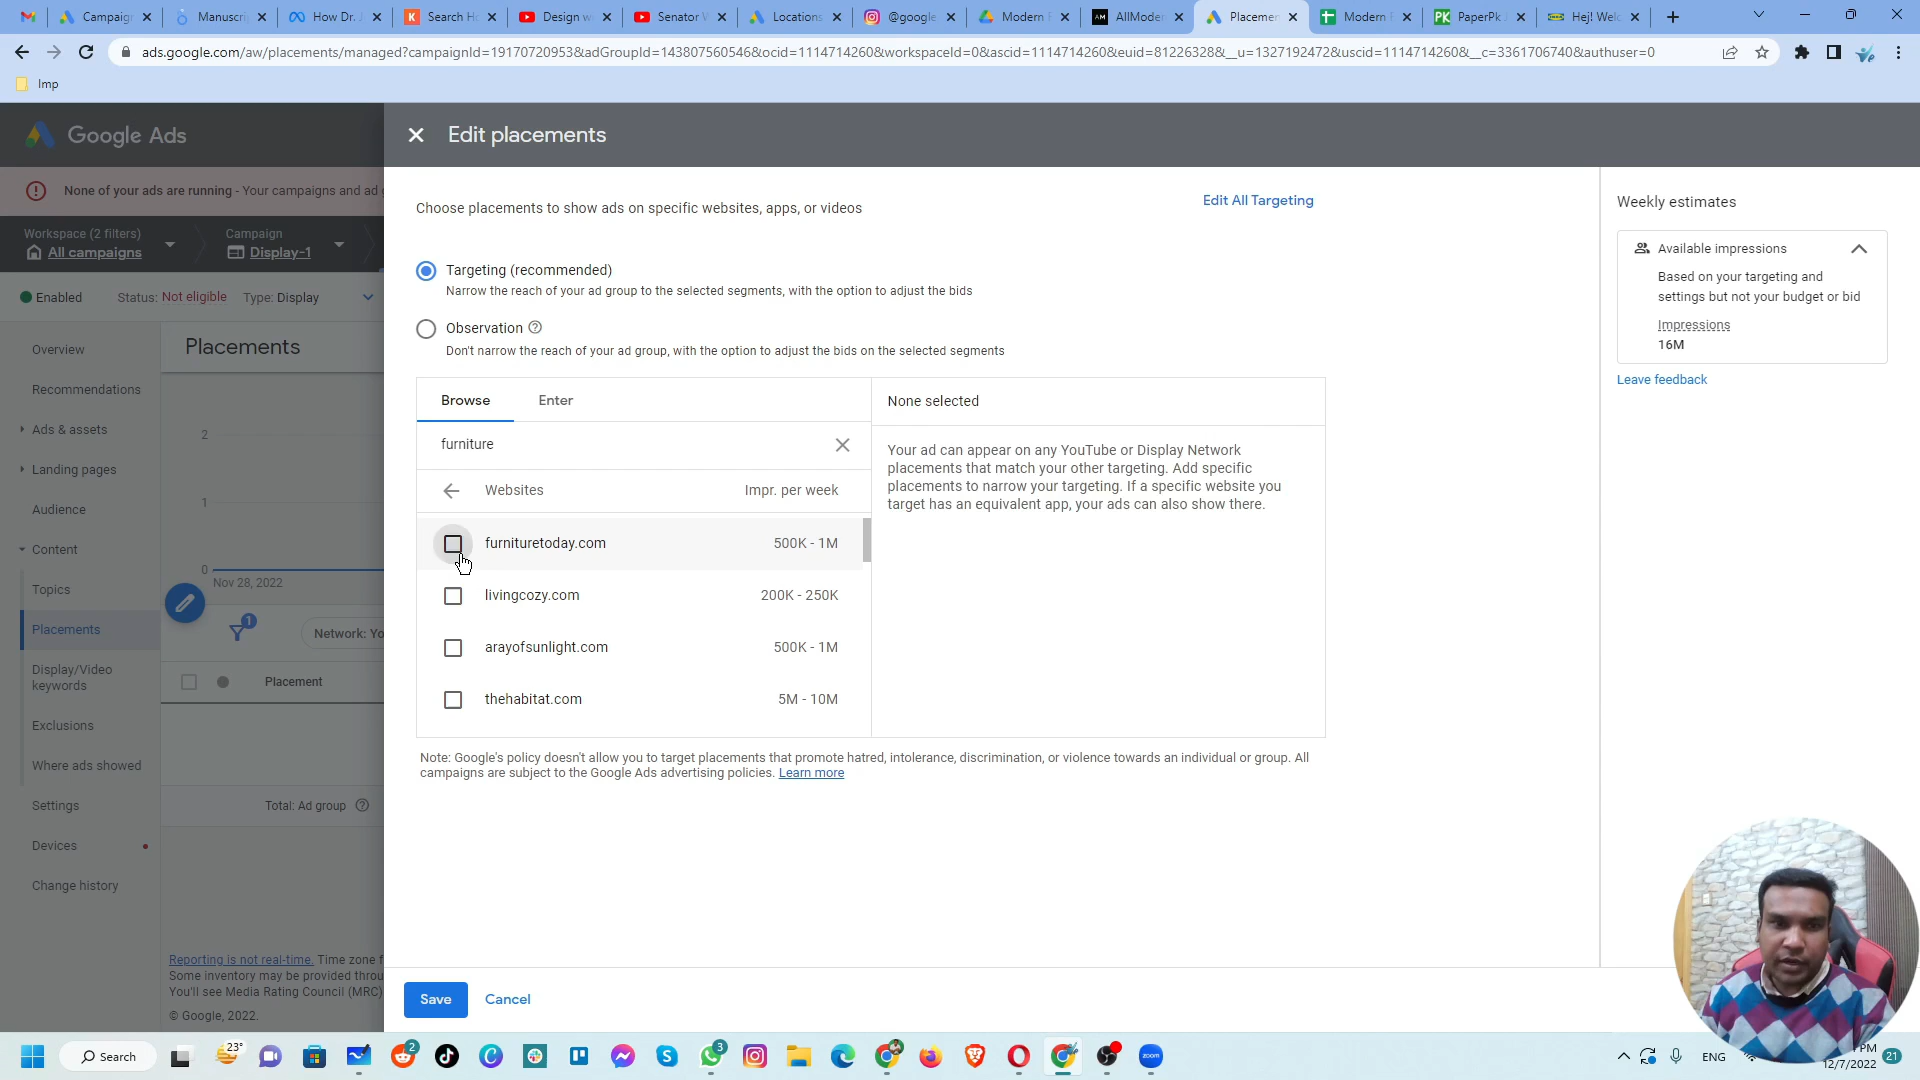 Campaign
Manuscri
How Dr. J
Search H
Design w
Senator W
Locations
@google
Modern F
AllModer
Placemen
Modern E
PaperPk J
Hej! Welc
ads.google.com/aw/placements/managed?campaignId=19170720953&adGroupId=143807560546&ocid=1114714260&workspaceId=0&ascid=1114714260&euid=81226328&__u=1327192472&uscid=1114714260&__c=3361706740&authuser=0
Imp
Google Ads
Edit placements
None of your ads are running - Your campaigns and ad g
Workspace (2 filters)
All campaigns
Campaign
Display-1
Enabled
Status: Not eligible
Type: Display
Overview
Recommendations
Ads & assets
Landing pages
Audience
Content
Topics
Placements
Display/Video
keywords
Exclusions
Where ads showed
Settings
Devices
Change history
Placements
2
1
0
Nov 28, 2022
1
Network: Yo
Placement
Total: Ad group
Reporting is not real-time. Time zone f
Some inventory may be provided throu
You'll see Media Rating Council (MRC)
© Google, 2022.
Choose placements to show ads on specific websites, apps, or videos
Edit All Targeting
Targeting (recommended)
Narrow the reach of your ad group to the selected segments, with the option to adjust the bids
Observation
Don't narrow the reach of your ad group, with the option to adjust the bids on the selected segments
Browse
Enter
furniture
Websites
Impr. per week
furnituretoday.com
500K - 1M
livingcozy.com
200K - 250K
arayofsunlight.com
500K - 1M
thehabitat.com
5M - 10M
None selected
Your ad can appear on any YouTube or Display Network
placements that match your other targeting. Add specific
placements to narrow your targeting. If a specific website you
target has an equivalent app, your ads can also show there.
Note: Google's policy doesn't allow you to target placements that promote hatred, intolerance, discrimination, or violence towards an individual or group. All
campaigns are subject to the Google Ads advertising policies. Learn more
Save
Cancel
Weekly estimates
Available impressions
Based on your targeting and
settings but not your budget or bid
Impressions
16M
Leave feedback
Search
23°
2
3
zoom
ENG
PM
12/7/2022
21